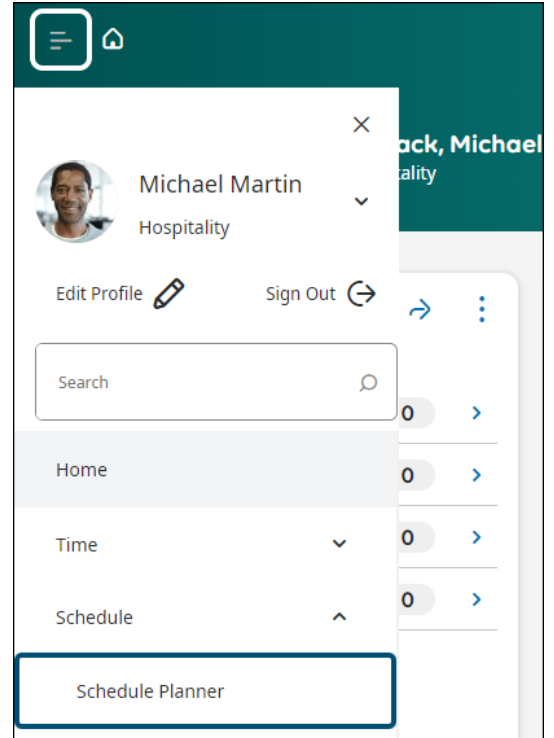 ack, Michael
ality
Michael Martin
Hospitality
Edit Profile
Sign Out
Search
0
Home
0
Time
0
Schedule
0
Schedule Planner